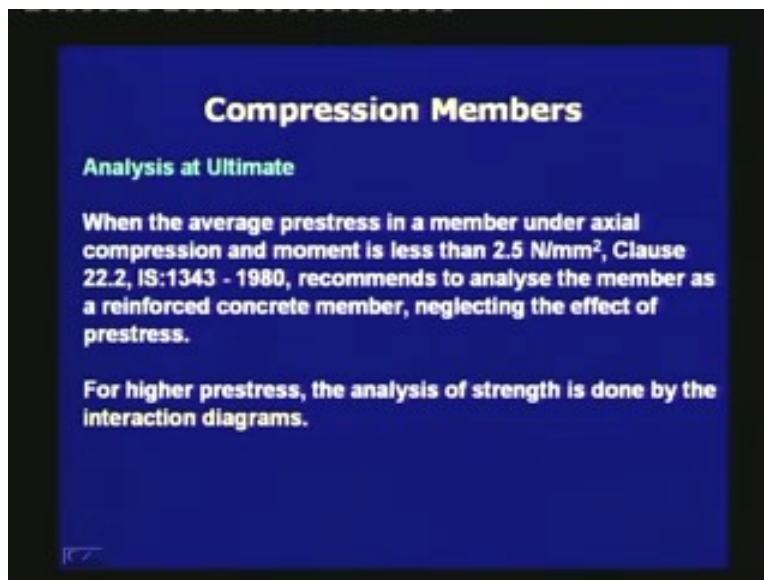 Compression Members
Analysis at Ultimate
When the average prestress in a member under axial
compression and moment is less than 2.5 N/mm², Clause
22.2, IS:1343 - 1980, recommends to analyse the member as
a reinforced concrete member, neglecting the effect of
prestress.
For higher prestress, the analysis of strength is done by the
interaction diagrams.